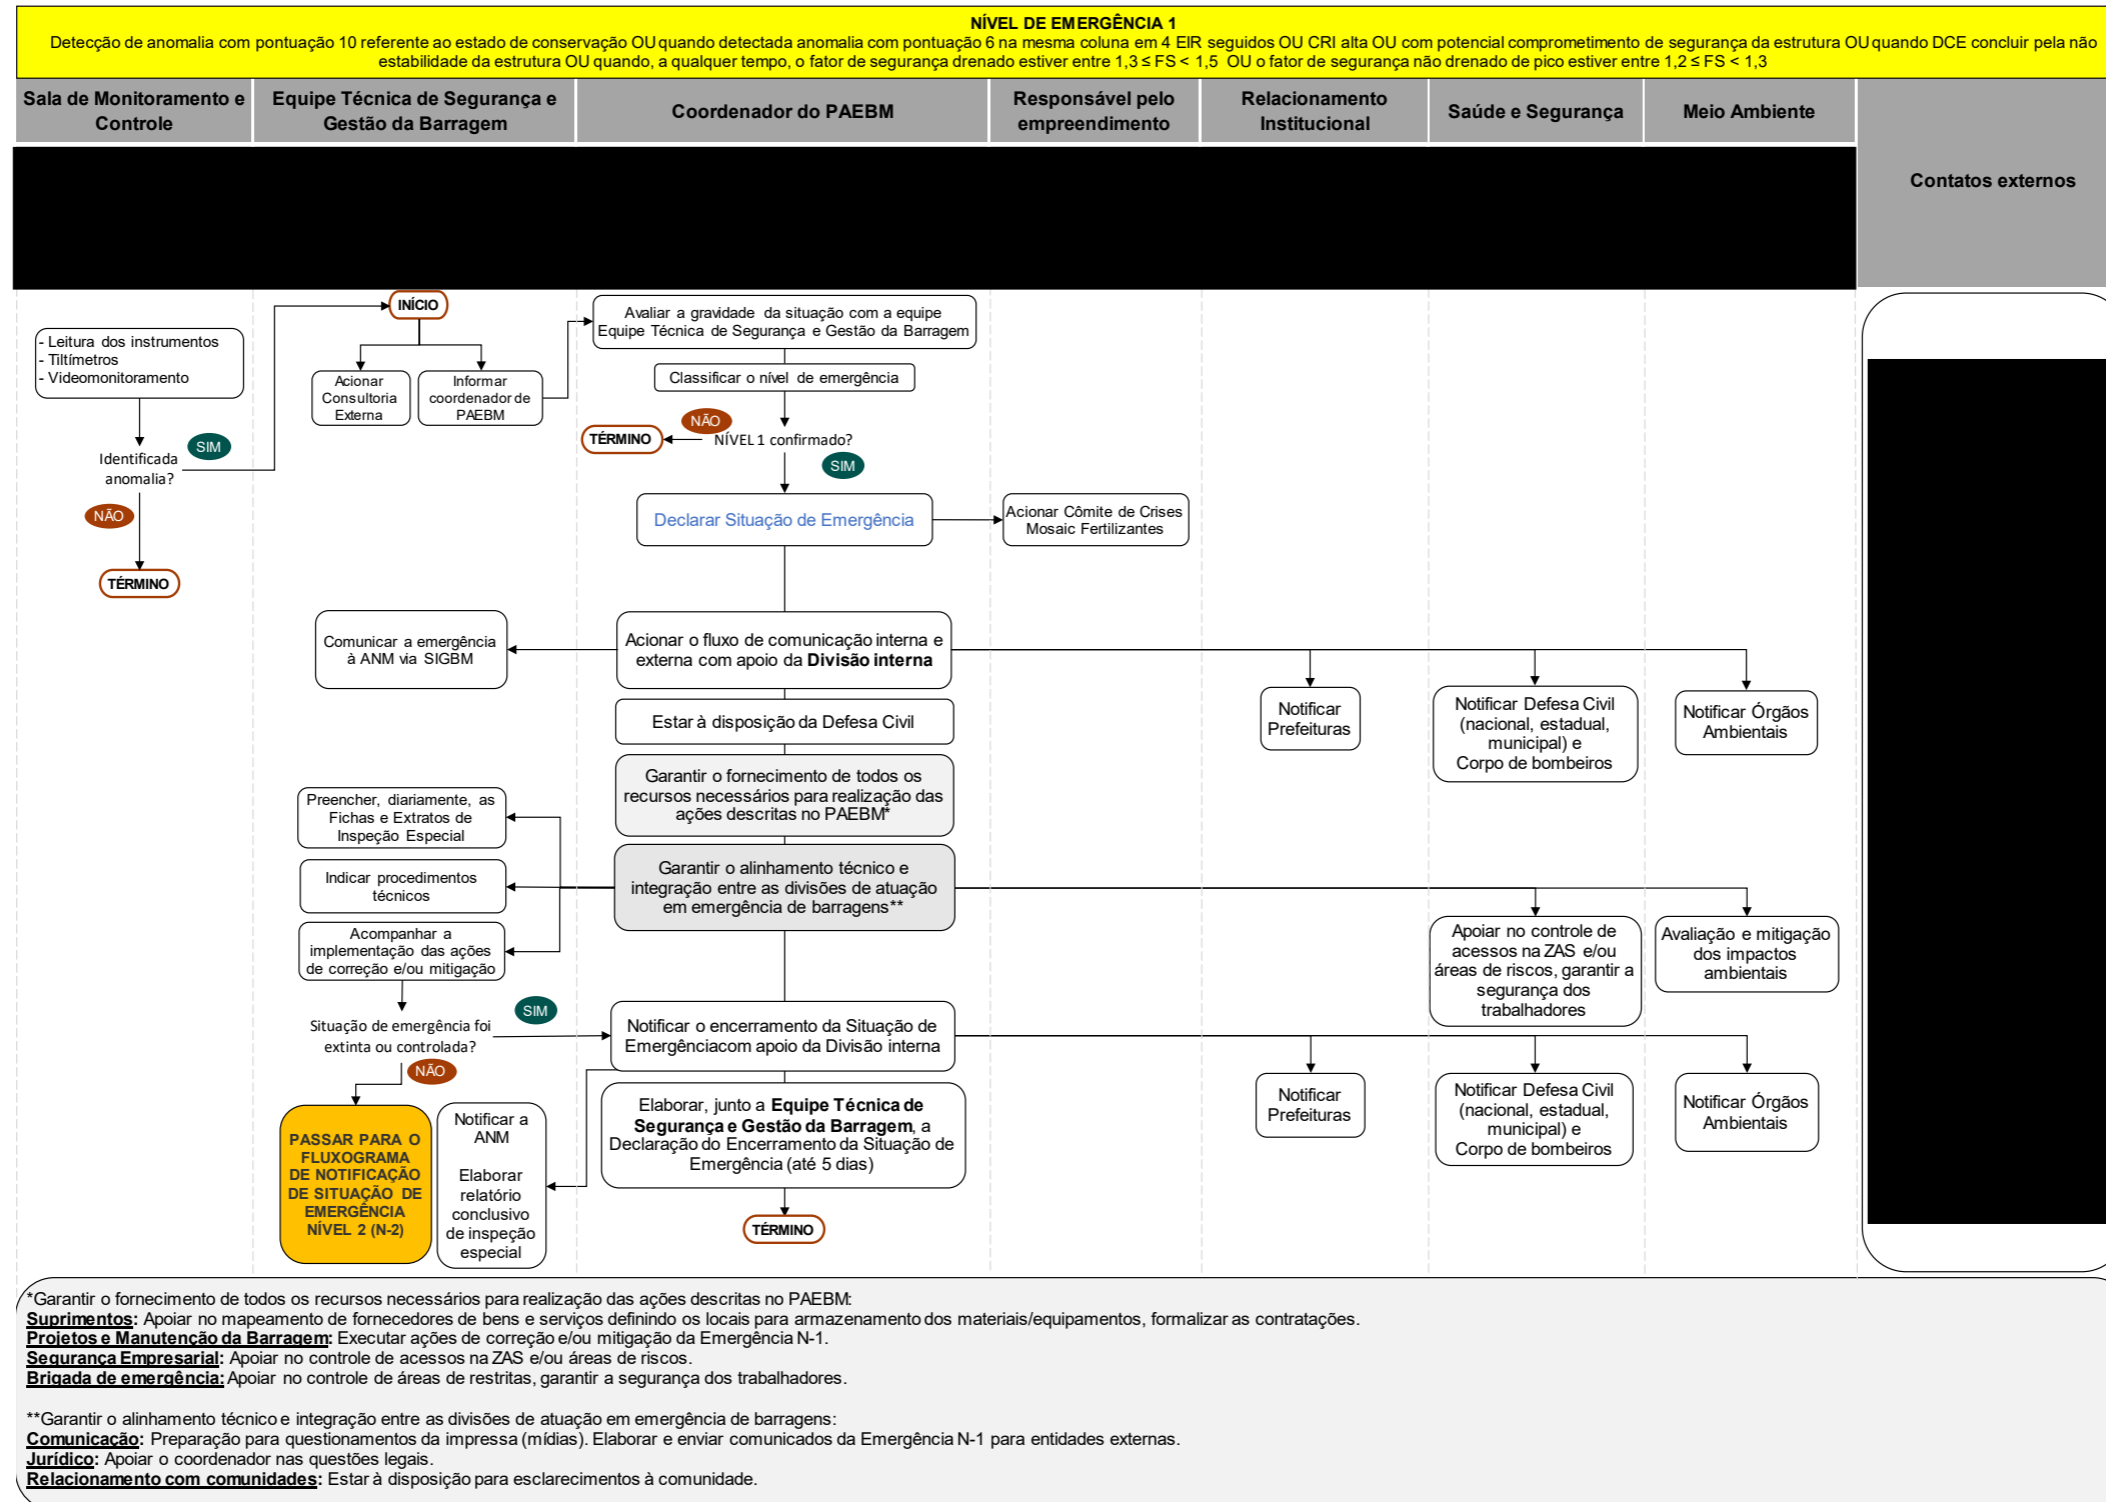 NÍVEL DE EMERGÊNCIA 1
Detecção de anomalia com pontuação 10 referente ao estado de conservação OU quando detectada anomalia com pontuação 6 na mesma coluna em 4 EIR seguidos OU CRI alta OU com potencial comprometimento de segurança da estrutura OU quando DCE concluir pela não
estabilidade da estrutura OU quando, a qualquer tempo, o fator de segurança drenado estiver entre 1,3 ≤ FS < 1,5 OU o fator de segurança não drenado de pico estiver entre 1,2 ≤ FS < 1,3
Sala de Monitoramento e
Controle
Equipe Técnica de Segurança e
Gestão da Barragem
Coordenador do PAEBM
Responsável pelo
empreendimento
Relacionamento
Institucional
Saúde e Segurança
Meio Ambiente
Contatos externos
INÍCIO
- Leitura dos instrumentos
- Tiltímetros
- Videomonitoramento
Acionar
Consultoria
Externa
Informar
coordenador de
PAEBM
Avaliar a gravidade da situação com a equipe
Equipe Técnica de Segurança e Gestão da Barragem
Classificar o nível de emergência
NÃO
TÉRMINO
NÍVEL 1 confirmado?
SIM
Identificada
anomalia?
SIM
NÃO
TÉRMINO
Declarar Situação de Emergência
Acionar Cômite de Crises
Mosaic Fertilizantes
Comunicar a emergência
à ANM via SIGBM
Acionar o fluxo de comunicação interna e
externa com apoio da Divisão interna
Notificar
Prefeituras
Notificar Defesa Civil
(nacional, estadual,
municipal) e
Corpo de bombeiros
Notificar Órgãos
Ambientais
Estar à disposição da Defesa Civil
Garantir o fornecimento de todos os
recursos necessários para realização das
ações descritas no PAEBM*
Preencher, diariamente, as
Fichas e Extratos de
Inspeção Especial
Indicar procedimentos
técnicos
Acompanhar a
implementação das ações
de correção e/ou mitigação
Garantir o alinhamento técnico e
integração entre as divisões de atuação
em emergência de barragens**
Apoiar no controle de
acessos na ZAS e/ou
áreas de riscos, garantir a
segurança dos
trabalhadores
Avaliação e mitigação
dos impactos
ambientais
Situação de emergência foi
extinta ou controlada?
SIM
NÃO
Notificar o encerramento da Situação de
Emergênciacom apoio da Divisão interna
Notificar
Prefeituras
Notificar Defesa Civil
(nacional, estadual,
municipal) e
Corpo de bombeiros
Notificar Órgãos
Ambientais
PASSAR PARA O
FLUXOGRAMA
DE NOTIFICAÇÃO
DE SITUAÇÃO DE
EMERGÊNCIA
NÍVEL 2 (N-2)
Notificar a
ANM
Elaborar
relatório
conclusivo
de inspeção
especial
Elaborar, junto a Equipe Técnica de
Segurança e Gestão da Barragem, a
Declaração do Encerramento da Situação de
Emergência (até 5 dias)
TÉRMINO
*Garantir o fornecimento de todos os recursos necessários para realização das ações descritas no PAEBM:
Suprimentos: Apoiar no mapeamento de fornecedores de bens e serviços definindo os locais para armazenamento dos materiais/equipamentos, formalizar as contratações.
Projetos e Manutenção da Barragem: Executar ações de correção e/ou mitigação da Emergência N-1.
Segurança Empresarial: Apoiar no controle de acessos na ZAS e/ou áreas de riscos.
Brigada de emergência: Apoiar no controle de áreas de restritas, garantir a segurança dos trabalhadores.
**Garantir o alinhamento técnico e integração entre as divisões de atuação em emergência de barragens:
Comunicação: Preparação para questionamentos da impressa (mídias). Elaborar e enviar comunicados da Emergência N-1 para entidades externas.
Jurídico: Apoiar o coordenador nas questões legais.
Relacionamento com comunidades: Estar à disposição para esclarecimentos à comunidade.